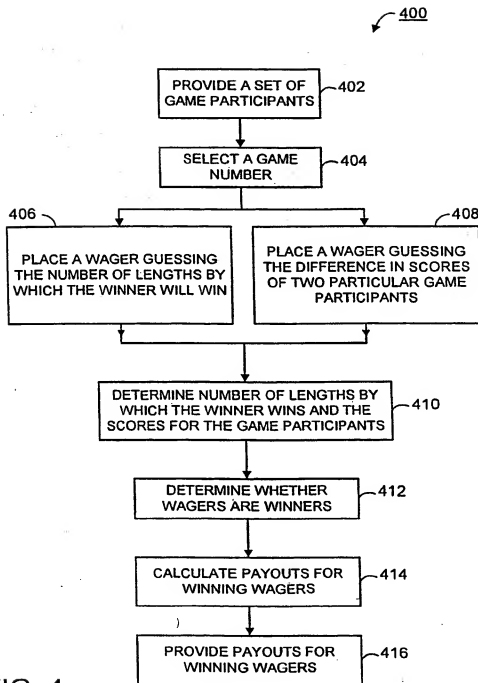 400
PROVIDE A SET OF
GAME PARTICIPANTS
402
SELECT A GAME
NUMBER
404
406
PLACE A WAGER GUESSING
THE NUMBER OF LENGTHS BY
WHICH THE WINNER WILL WIN
408
PLACE A WAGER GUESSING
THE DIFFERENCE IN SCORES
OF TWO PARTICULAR GAME
PARTICIPANTS
DETERMINE NUMBER OF LENGTHS BY
WHICH THE WINNER WINS AND THE
SCORES FOR THE GAME PARTICIPANTS
410
DETERMINE WHETHER
WAGERS ARE WINNERS
412
CALCULATE PAYOUTS FOR
WINNING WAGERS
414
PROVIDE PAYOUTS FOR
WINNING WAGERS
416